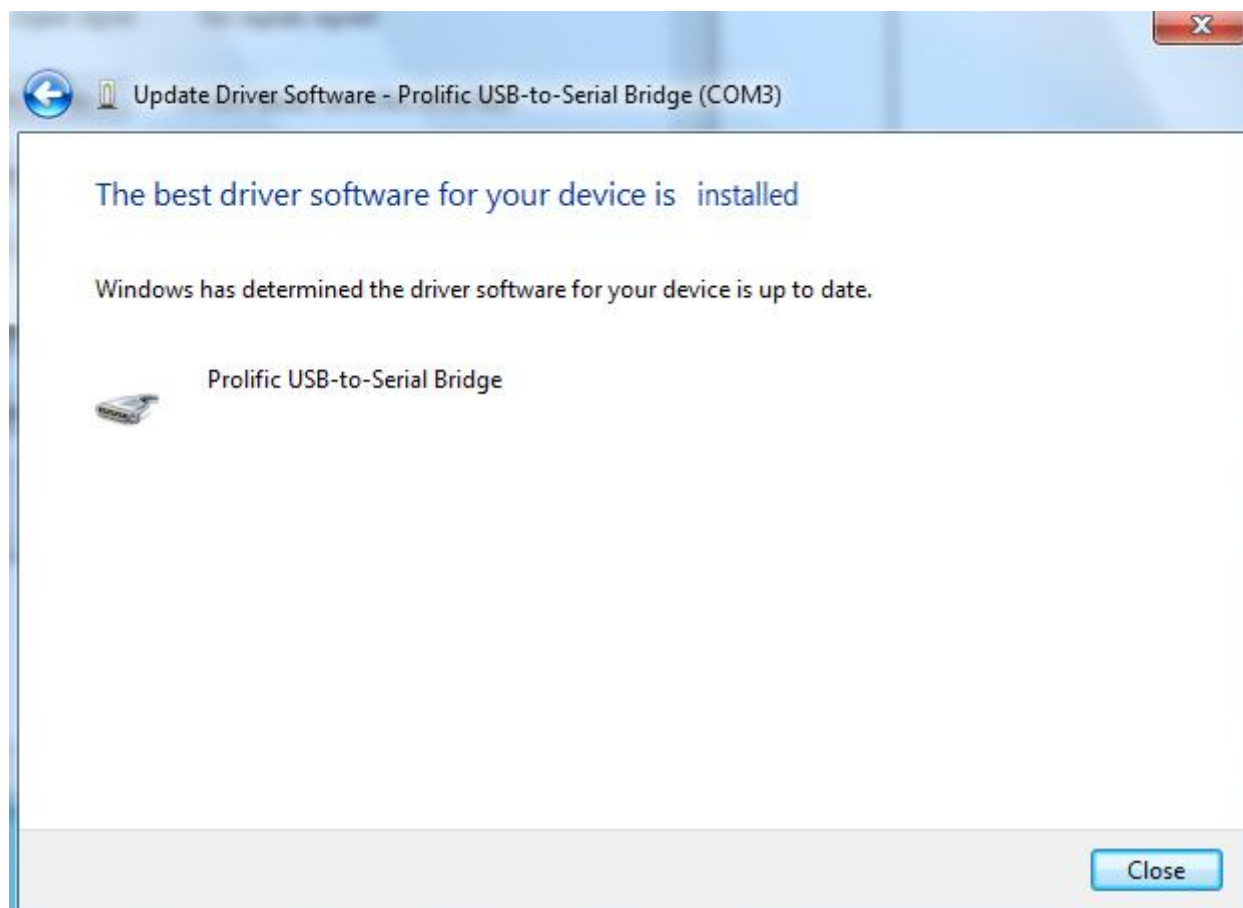 Update Driver Software - Prolific USB-to-Serial Bridge (COM3)
The best driver software for your device is installed
Windows has determined the driver software for your device is up to date.
Prolific USB-to-Serial Bridge
Close